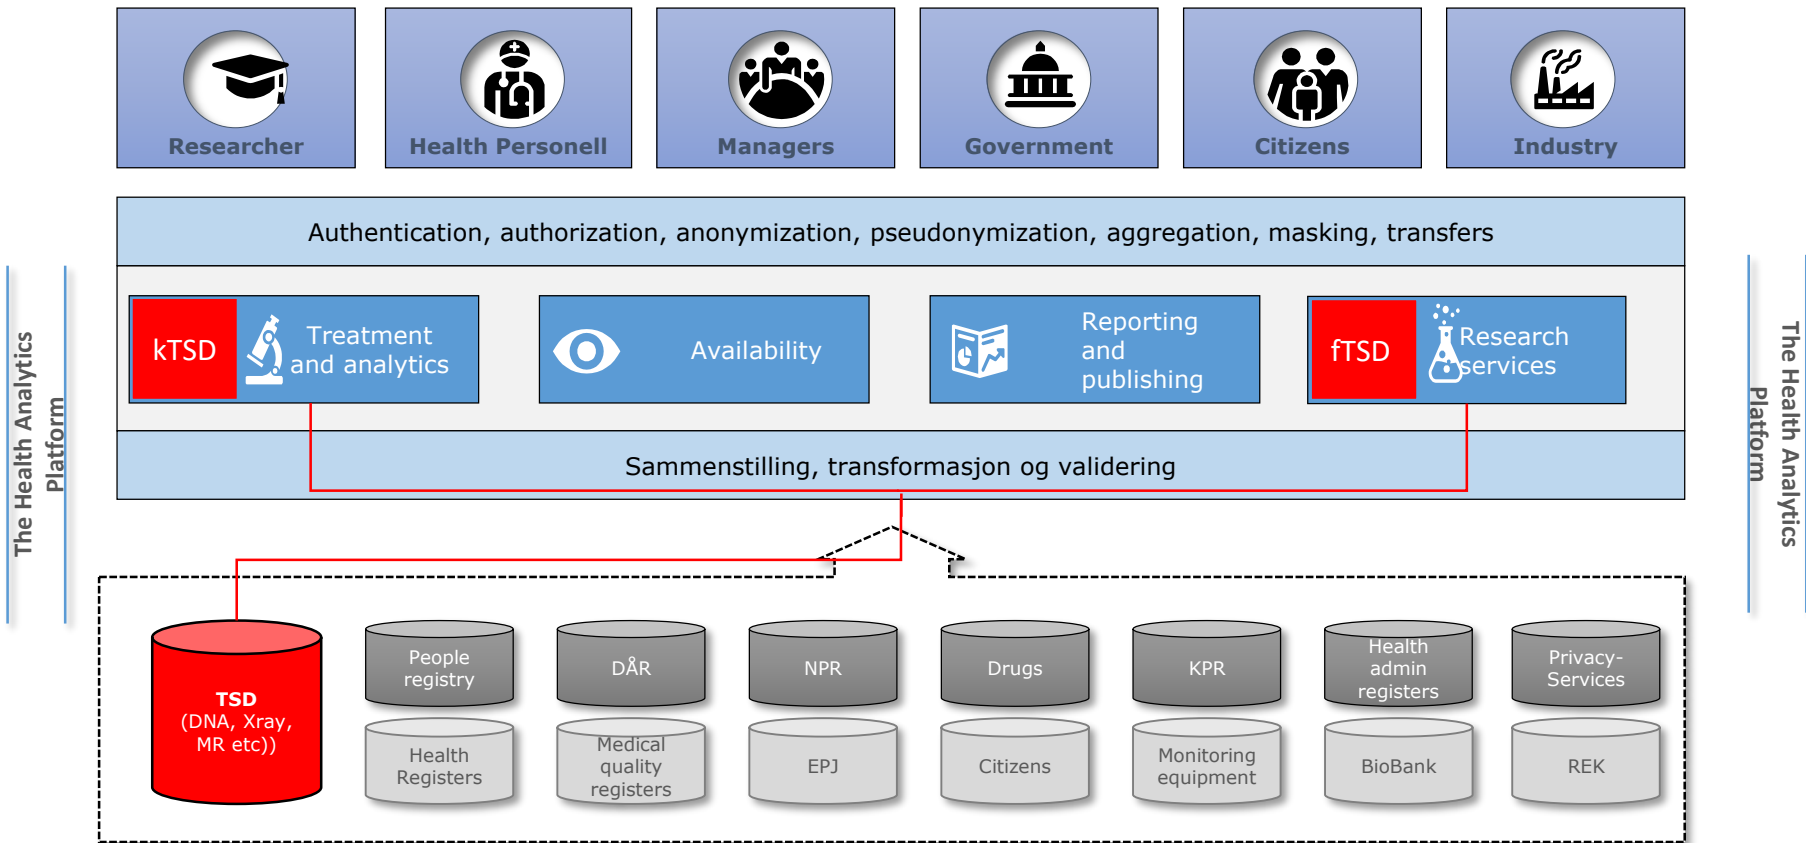 Researcher
Health Personell
Managers
Government
Citizens
Industry
Authentication, authorization, anonymization, pseudonymization, aggregation, masking, transfers
The Health Analytics
Platform
kTSD
Treatment
and analytics
Availability
Reporting
and
publishing
fTSD
Research
services
The Health Analytics
Platform
Sammenstilling, transformasjon og validering
TSD
(DNA, Xray,
MR etc))
People
registry
DÅR
NPR
Drugs
KPR
Health
admin
registers
Privacy-
Services
Health
Registers
Medical
quality
registers
EPJ
Citizens
Monitoring
equipment
BioBank
REK